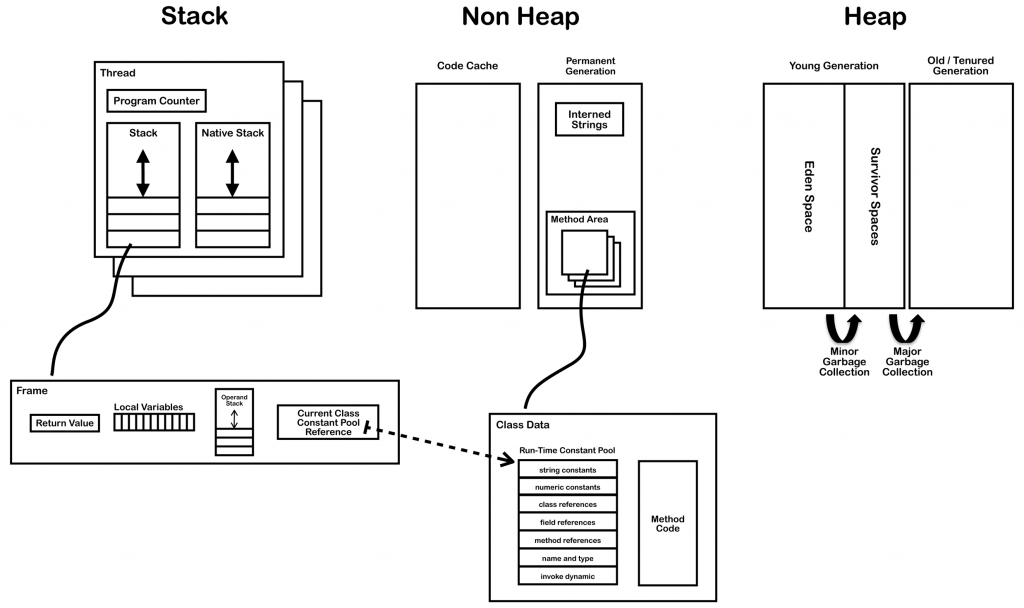 Stack
Non Heap
Heap
Thread
Program Counter
Stack
Native Stack
Code Cache
Permanent
Generation
Interned
Strings
Method Area
Young Generation
Old / Tenured
Generation
Eden Space
Survivor Spaces
Minor
Garbage
Collection
Major
Garbage
Collection
Frame
Return Value
Local Variables
Operand
Stack
Current Class
Constant Pool
Reference
Class Data
Run-Time Constant Pool
string constants
numeric constants
class references
field references
method references
name and type
invoke dynamic
Method
Code